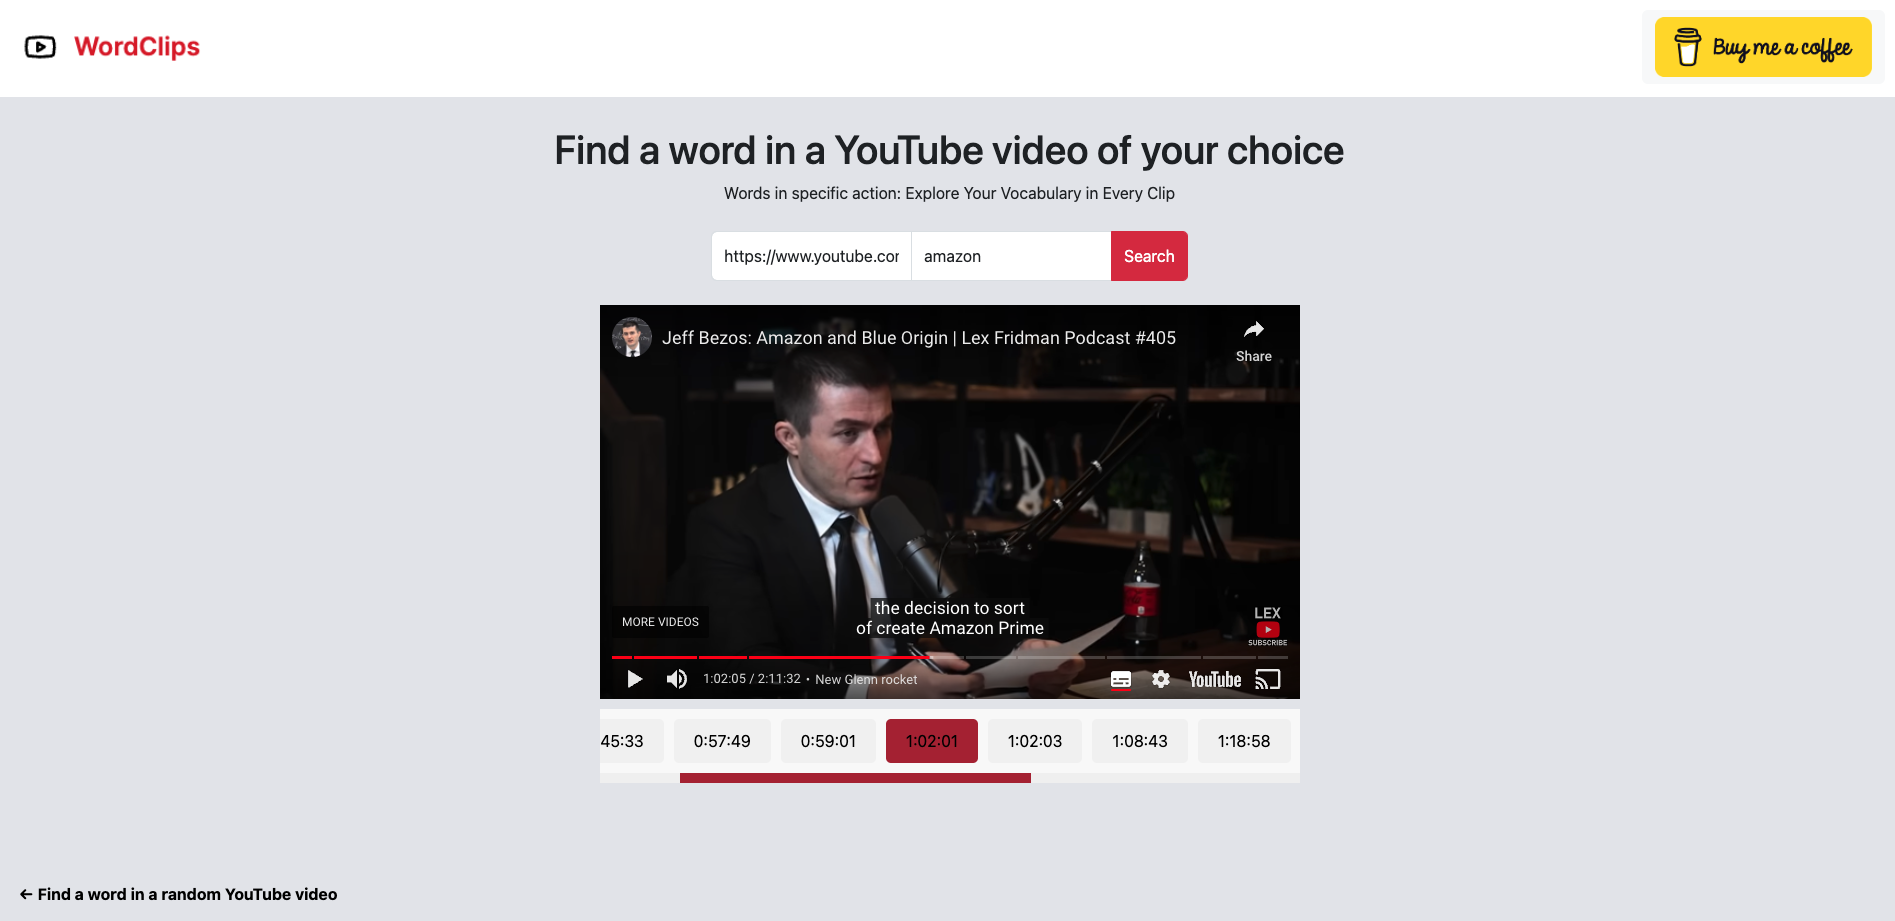 WordClips
Buy me a coffee
Find a word in a YouTube video of your choice
Words in specific action: Explore Your Vocabulary in Every Clip
https://www.youtube.cor
amazon
Search
Jeff Bezos: Amazon and Blue Origin | Lex Fridman Podcast #405
Share
the decision to sort
of create Amazon Prime
MORE VIDEOS
LEX
SUBSCRIBE
1:02:05 / 2:11:32 • New Glenn rocket
YouTube
45:33
0:57:49
0:59:01
1:02:01
1:02:03
1:08:43
1:18:58
← Find a word in a random YouTube video